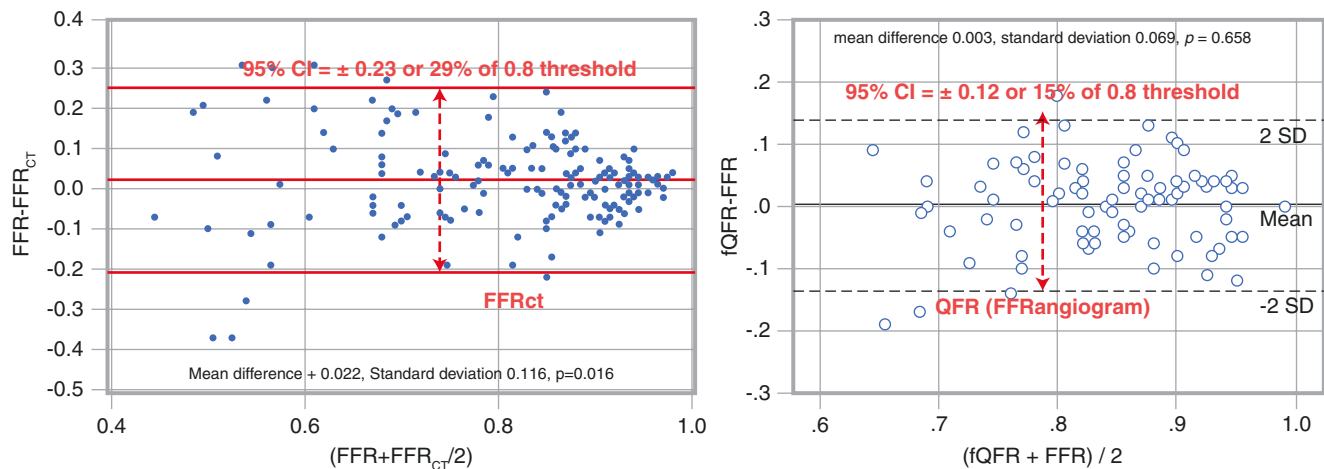 FFR-FFRCT
0.4
0.3
0.2
0.1
0.0
-0.1
-0.2
-0.3
-0.4
-0.5
95% CI = ± 0.23 or 29% of 0.8 threshold
FFRct
Mean difference + 0.022, Standard deviation 0.116, p=0.016
0.4 0.6 0.8 1.0
(FFR+FFRCT/2)
fQFR-FFR
.3
.2
.1
.0
-.1
-.2
-.3
mean difference 0.003, standard deviation 0.069, p = 0.658
95% CI = ± 0.12 or 15% of 0.8 threshold
2 SD
Mean
QFR (FFRangiogram)
-2 SD
.6 .7 .8 .9 1.0
(fQFR + FFR) / 2